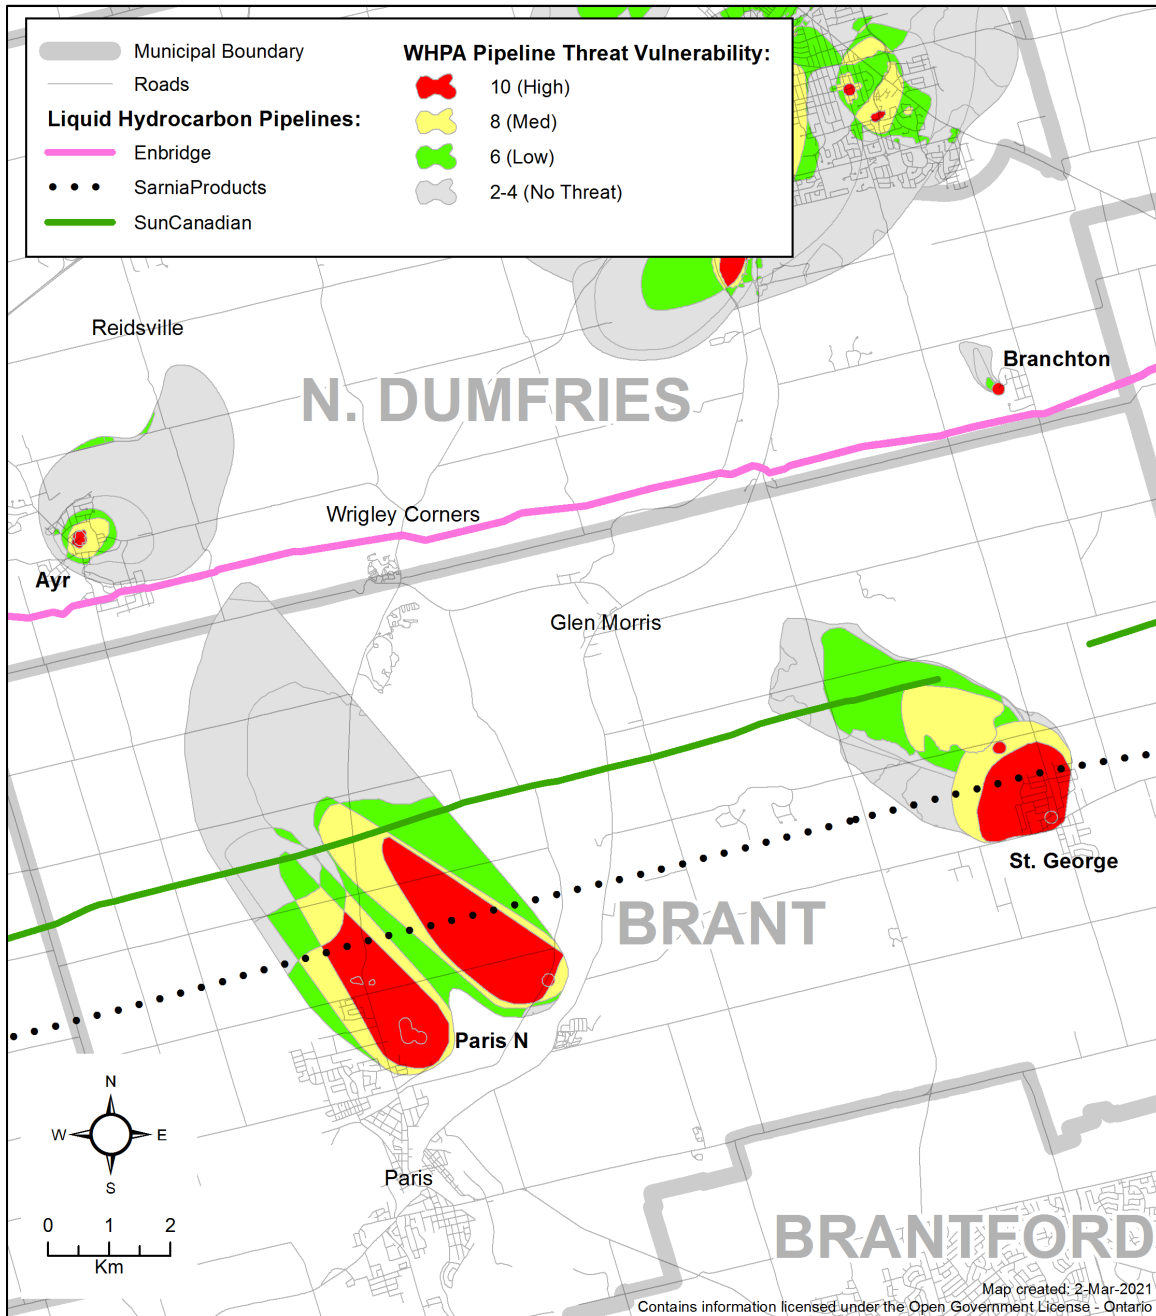 Municipal Boundary
Roads
Liquid Hydrocarbon Pipelines:
Enbridge
SarniaProducts
SunCanadian
WHPA Pipeline Threat Vulnerability:
10 (High)
8 (Med)
6 (Low)
2-4 (No Threat)
Reidsville
N. DUMFRIES
Branchton
Wrigley Corners
Ayr
Glen Morris
St. George
BRANT
Paris N
N
W E
S
Paris
0 1 2
Km
BRANTFORD
Map created: 2-Mar-2021
Contains information licensed under the Open Government License - Ontario